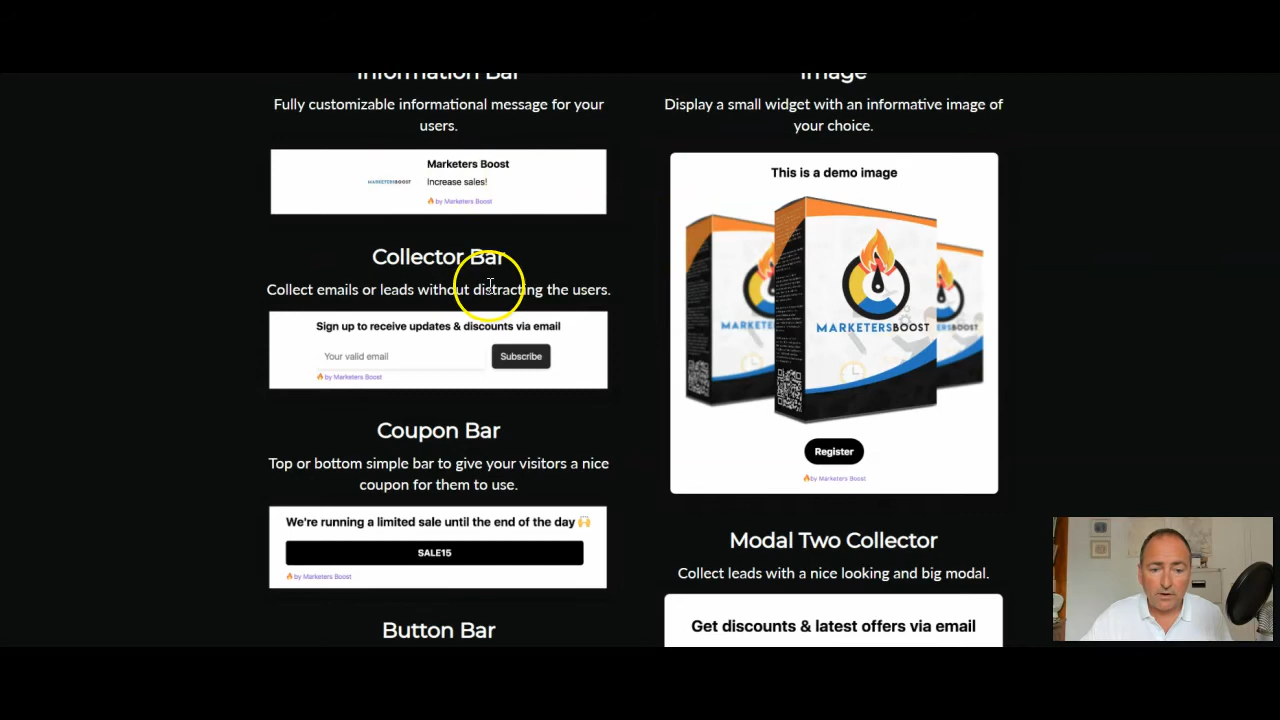 Information Bar
Fully customizable informational message for your
users.
MARKETERSBOOST
Marketers Boost
Increase sales!
by Marketers Boost
Collector Bar
Collect emails or leads without distracting the users.
Sign up to receive updates & discounts via email
Your valid email
Subscribe
by Marketers Boost
Coupon Bar
Top or bottom simple bar to give your visitors a nice
coupon for them to use.
We're running a limited sale until the end of the day
SALE15
by Marketers Boost
Button Bar
Image
Display a small widget with an informative image of
your choice.
This is a demo image
MARKETERSBOOST
Register
by Marketers Boost
Modal Two Collector
Collect leads with a nice looking and big modal.
Get discounts & latest offers via email